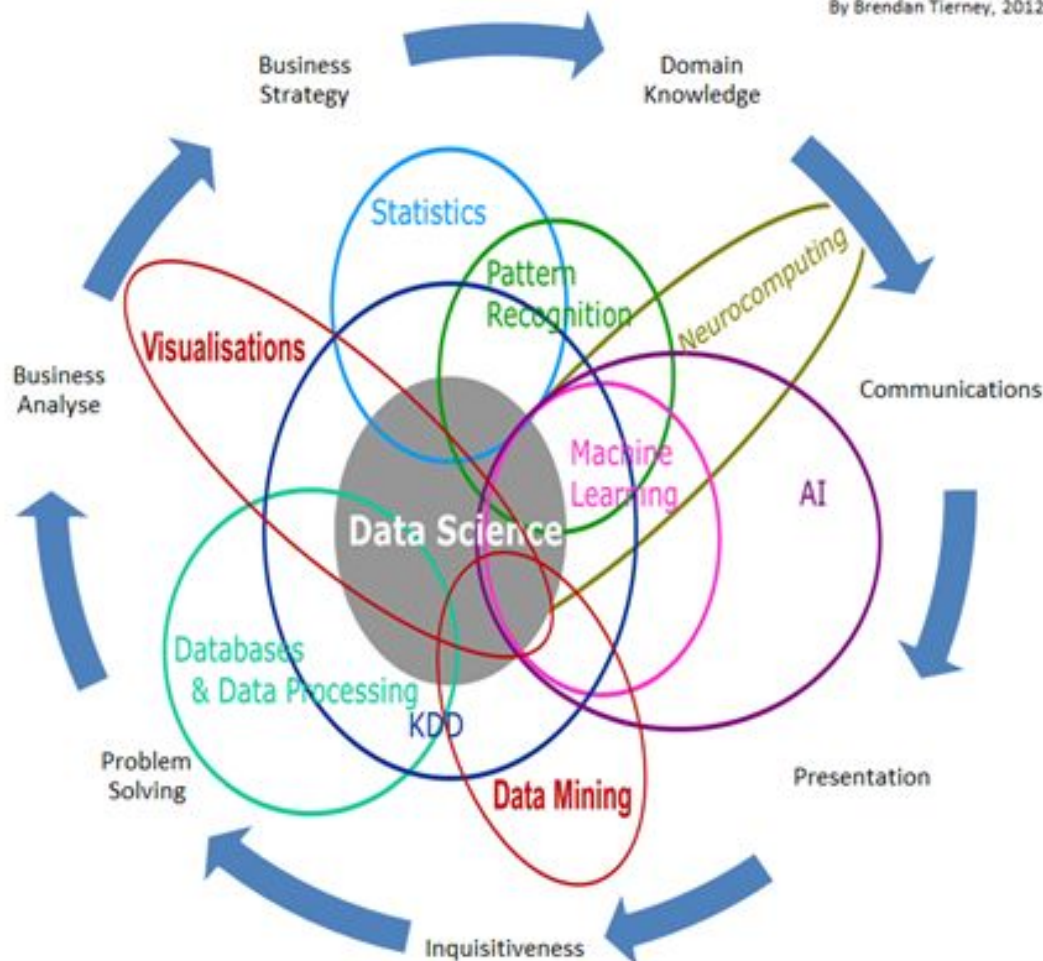 By Brendan Tierney, 2012
Business
Strategy
Domain
Knowledge
Statistics
Pattern
Recognition
Neurocomputing
Visualisations
Business
Analyse
Communications
Machine
Learning
AI
Data Science
Databases
& Data Processing
KDD
Problem
Solving
Data Mining
Presentation
Inquisitiveness